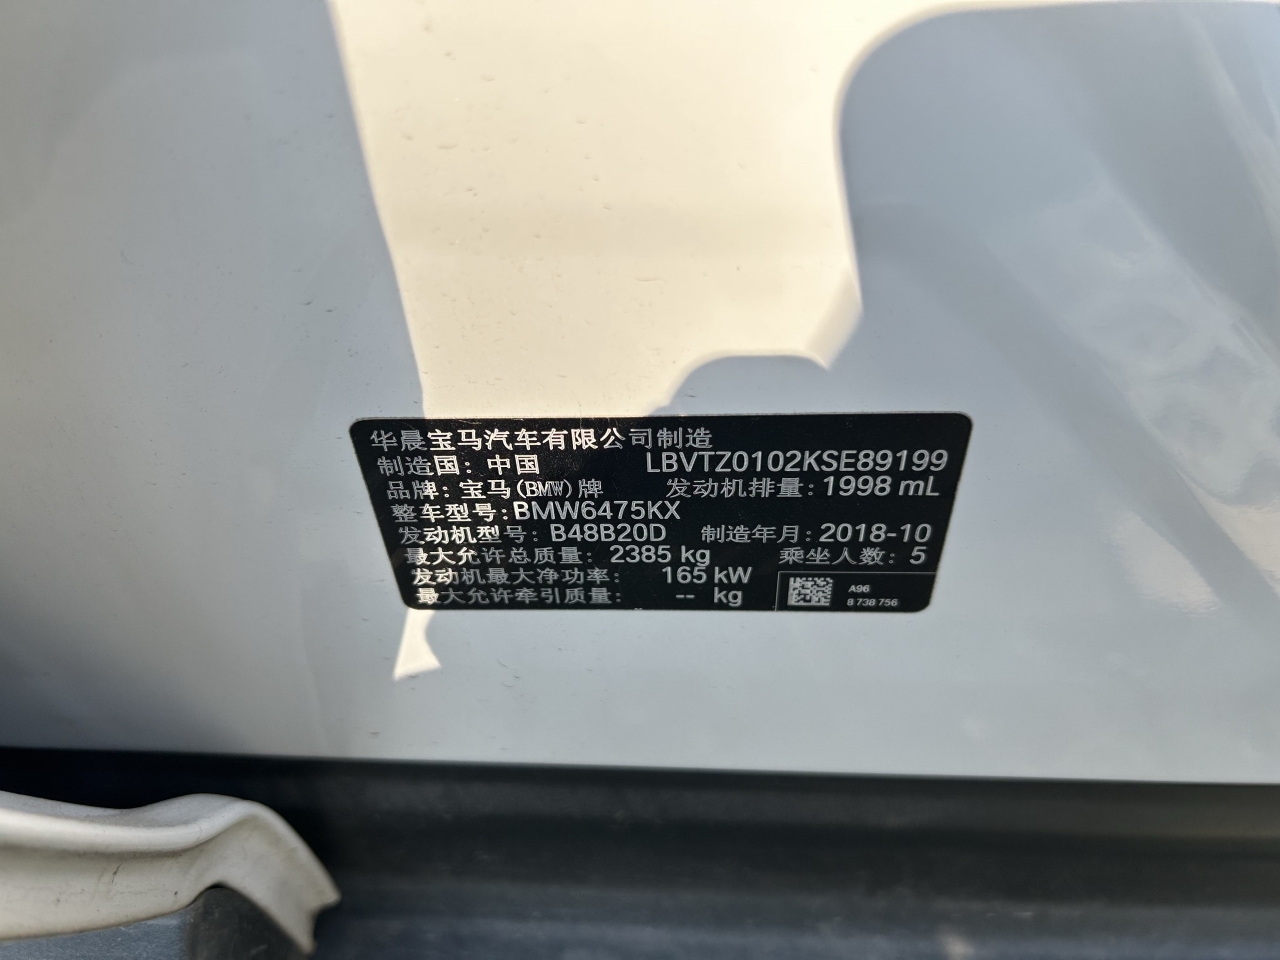 华晨宝马汽车有限公司制造
制造国: 中国 LBVTZ0102KSE89199
品牌: 宝马(BMW)牌 发动机排量: 1998 mL
整车型号:BMW6475KX
发动机型号: B48B20D 制造年月: 2018-10
最大允许总质量: 2385 kg 乘坐人数: 5
发动机最大净功率: 165 kW
最大允许牵引质量: -- kg
A96
8 738 756